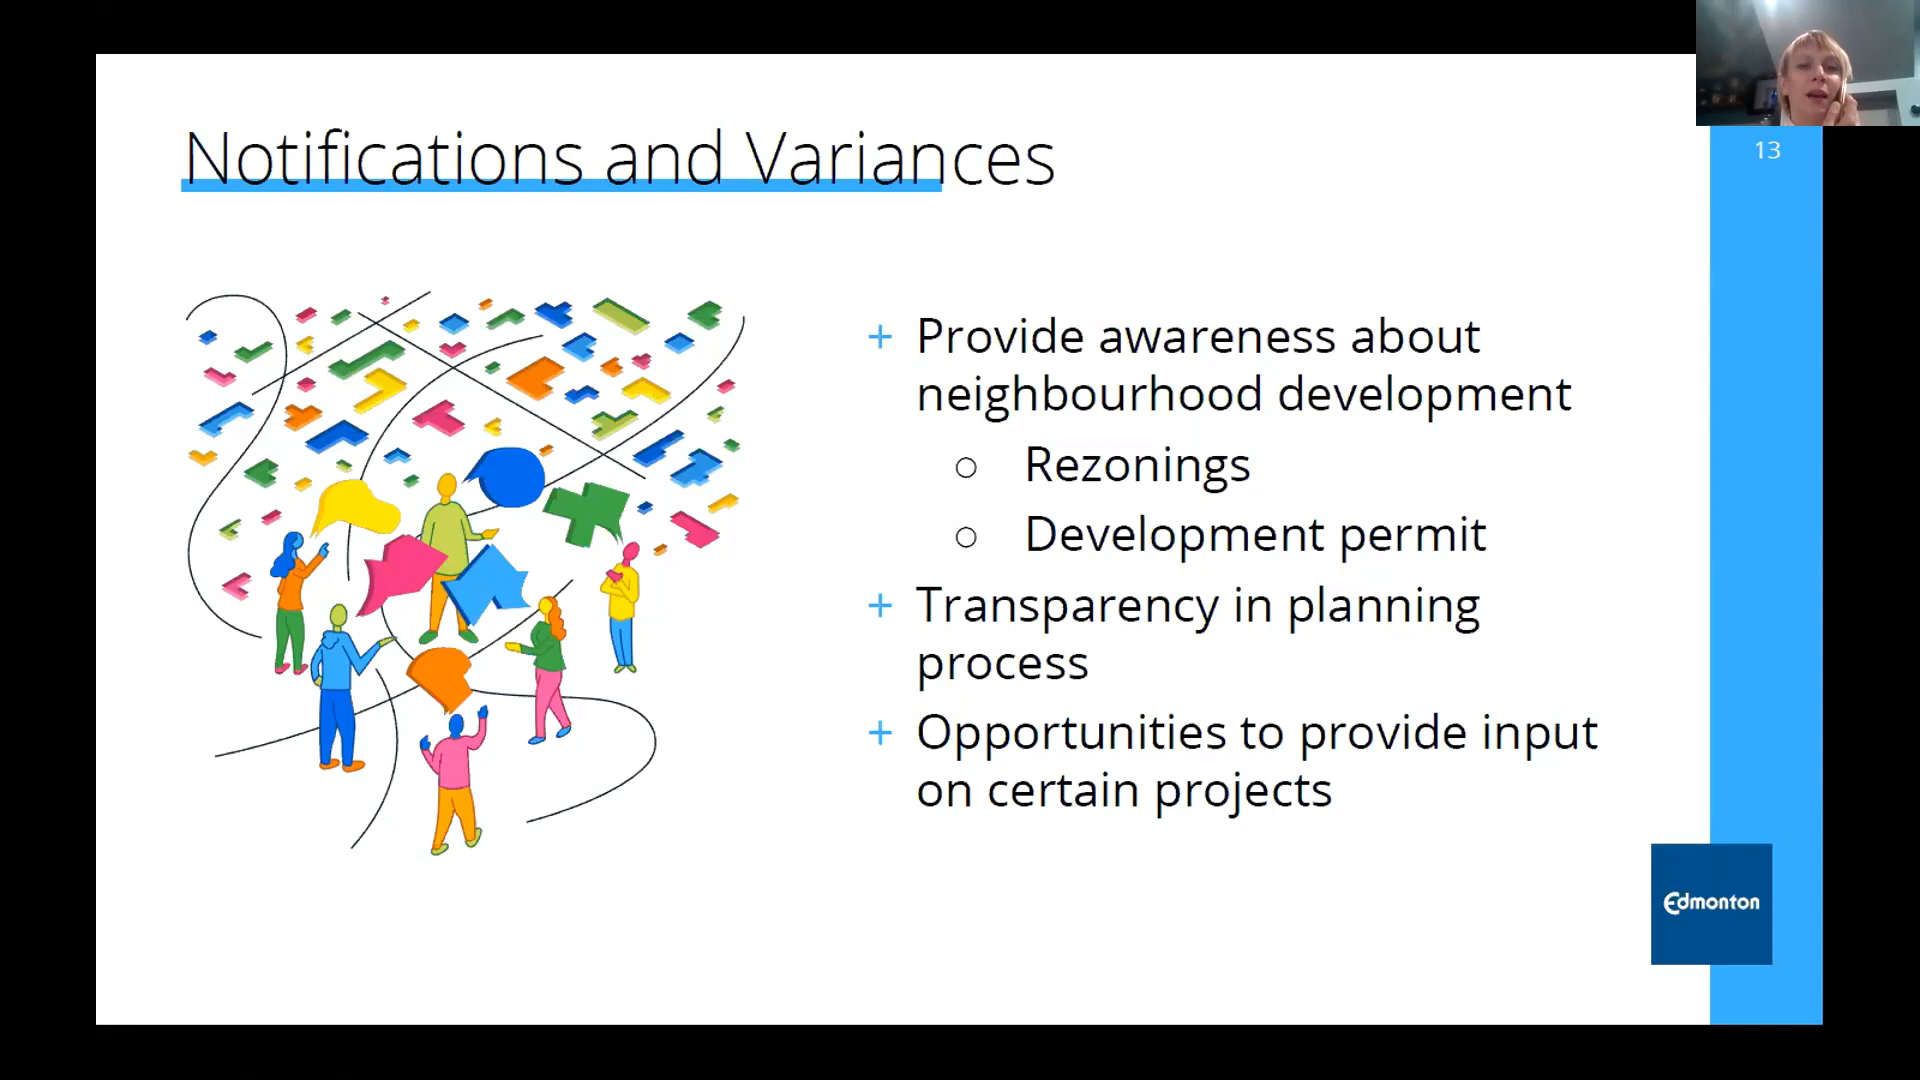 Notifications and Variances
13
+ Provide awareness about
neighbourhood development
○ Rezonings
○ Development permit
+ Transparency in planning
process
+ Opportunities to provide input
on certain projects
Edmonton